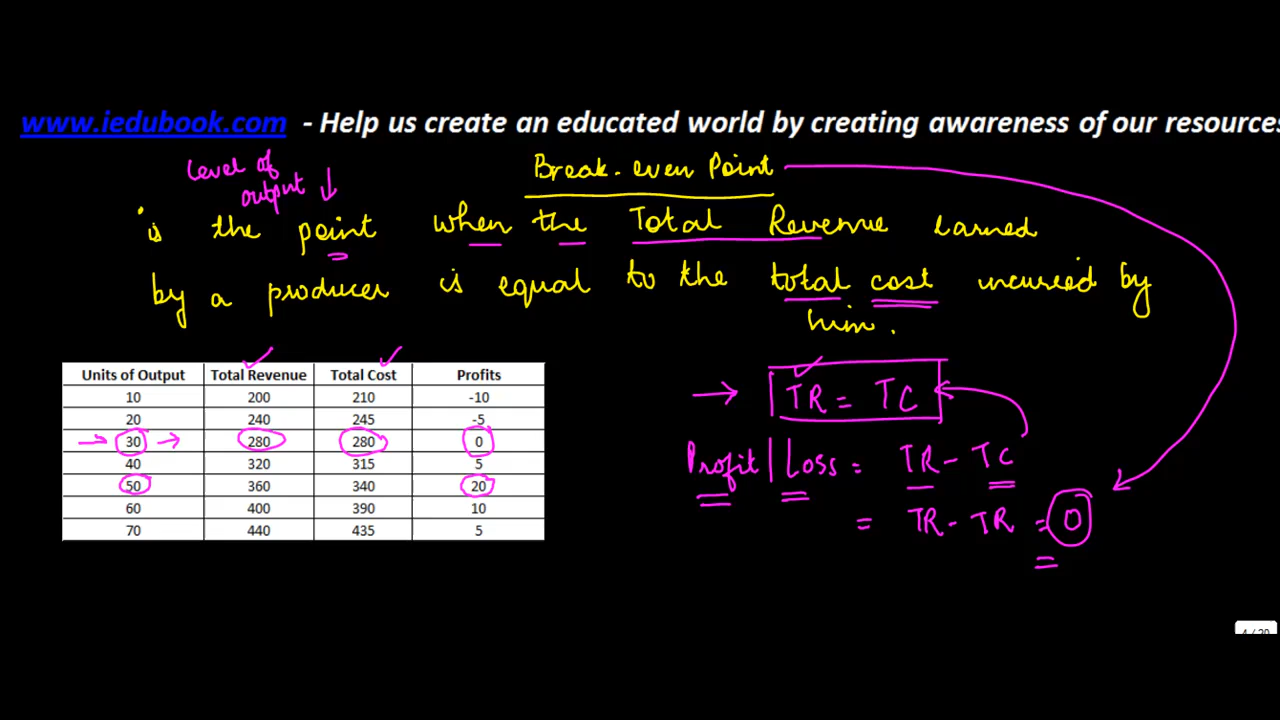 www.iedubook.com - Help us create an educated world by creating awareness of our resources
Level of
output ↓
Break-even Point
is the point when the Total Revenue earned
by a producer is equal to the total cost incurred by
him.
Units of Output Total Revenue Total Cost Profits
10 200 210 -10
20 240 245 -5
30 280 280 0
40 320 315 5
50 360 340 20
60 400 390 10
70 440 435 5
→ TR = TC
Profit | Loss = TR - TC
= TR - TR = 0